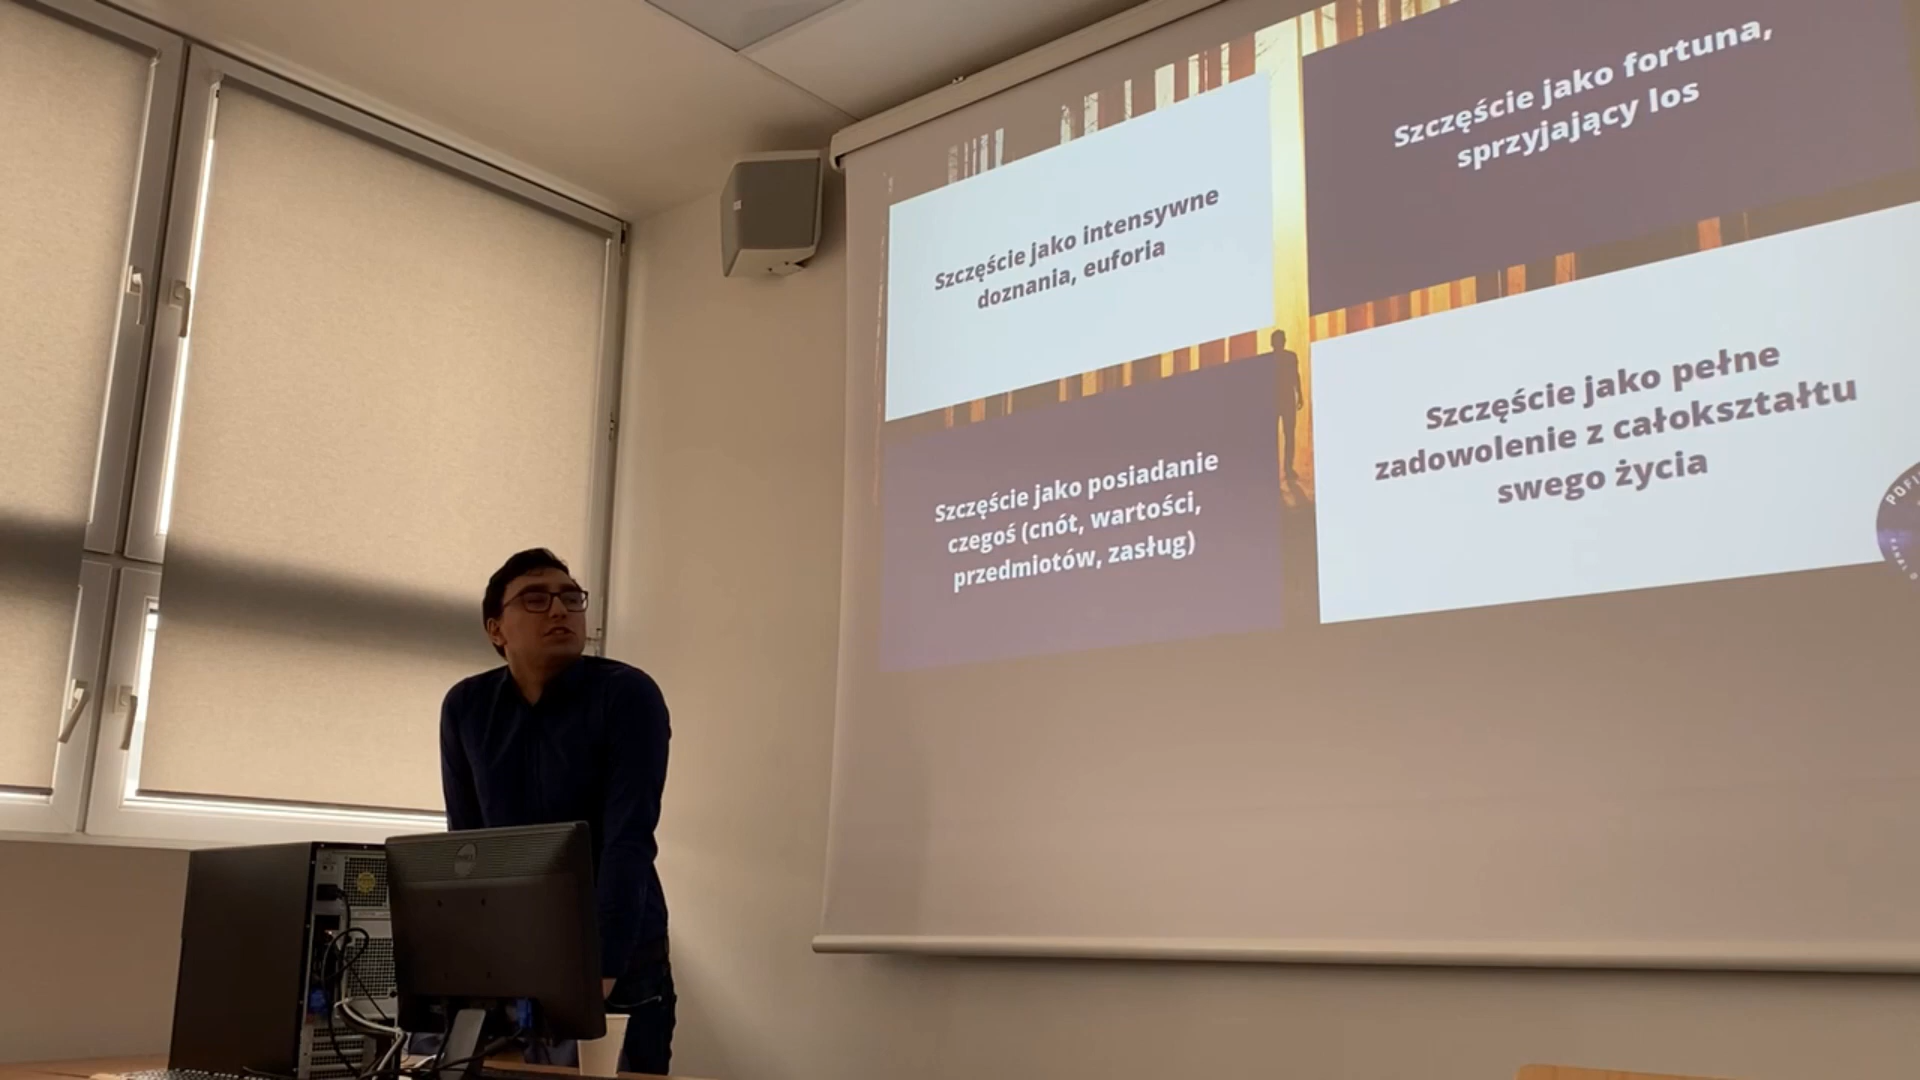 Szczęście jako intensywne
doznania, euforia
Szczęście jako fortuna,
sprzyjający los
Szczęście jako posiadanie
czegoś (cnót, wartości,
przedmiotów, zasług)
Szczęście jako pełne
zadowolenie z całokształtu
swego życia